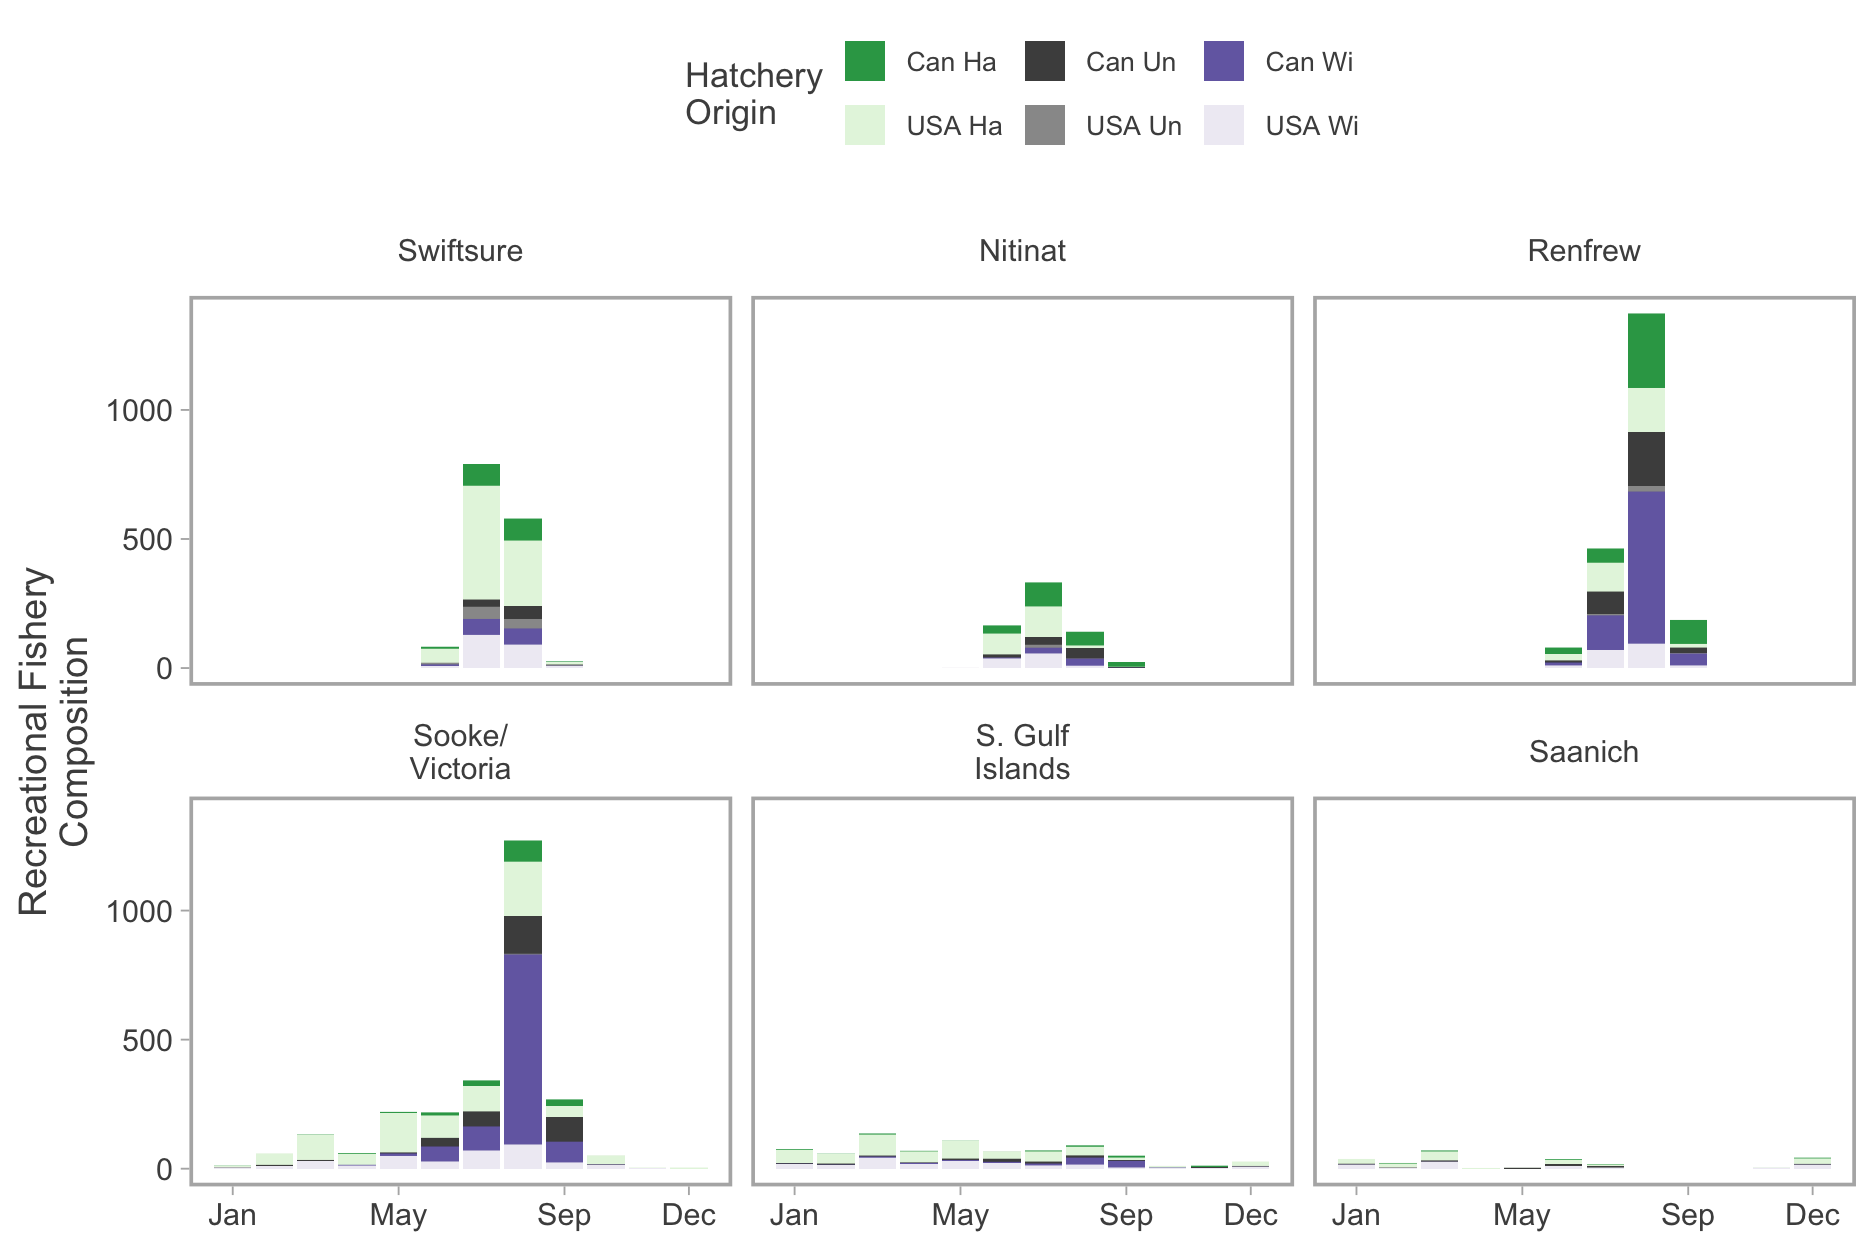 Hatchery
Origin
Can Ha
Can Un
Can Wi
USA Ha
USA Un
USA Wi
Swiftsure
Nitinat
Renfrew
1000
500
0
Recreational Fishery
Composition
Sooke/
Victoria
S. Gulf
Islands
Saanich
1000
500
0
Jan
May
Sep
Dec
Jan
May
Sep
Dec
Jan
May
Sep
Dec